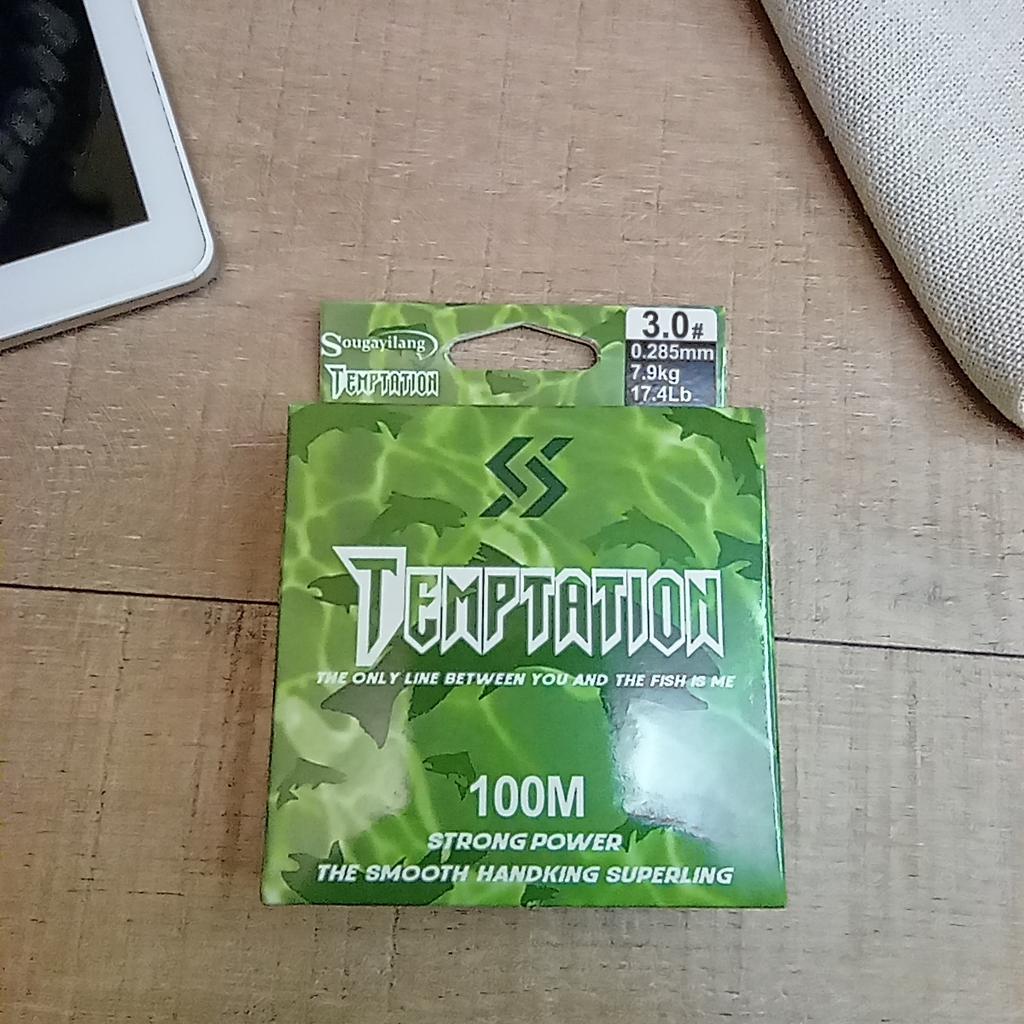 Sougayilang
TEMPTATION
3.0#
0.285mm
7.9kg
17.4Lb
TEMPTATION
THE ONLY LINE BETWEEN YOU AND THE FISH IS ME
100M
STRONG POWER
THE SMOOTH HANDKING SUPERLING